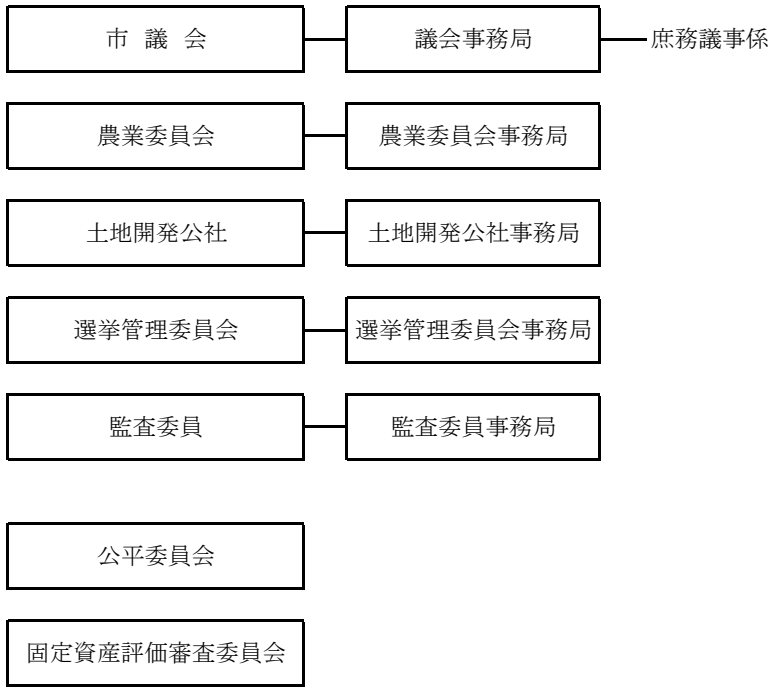 市 議 会 議会事務局 庶務議事係
農業委員会 農業委員会事務局
土地開発公社 土地開発公社事務局
選挙管理委員会 選挙管理委員会事務局
監査委員 監査委員事務局
公平委員会
固定資産評価審査委員会